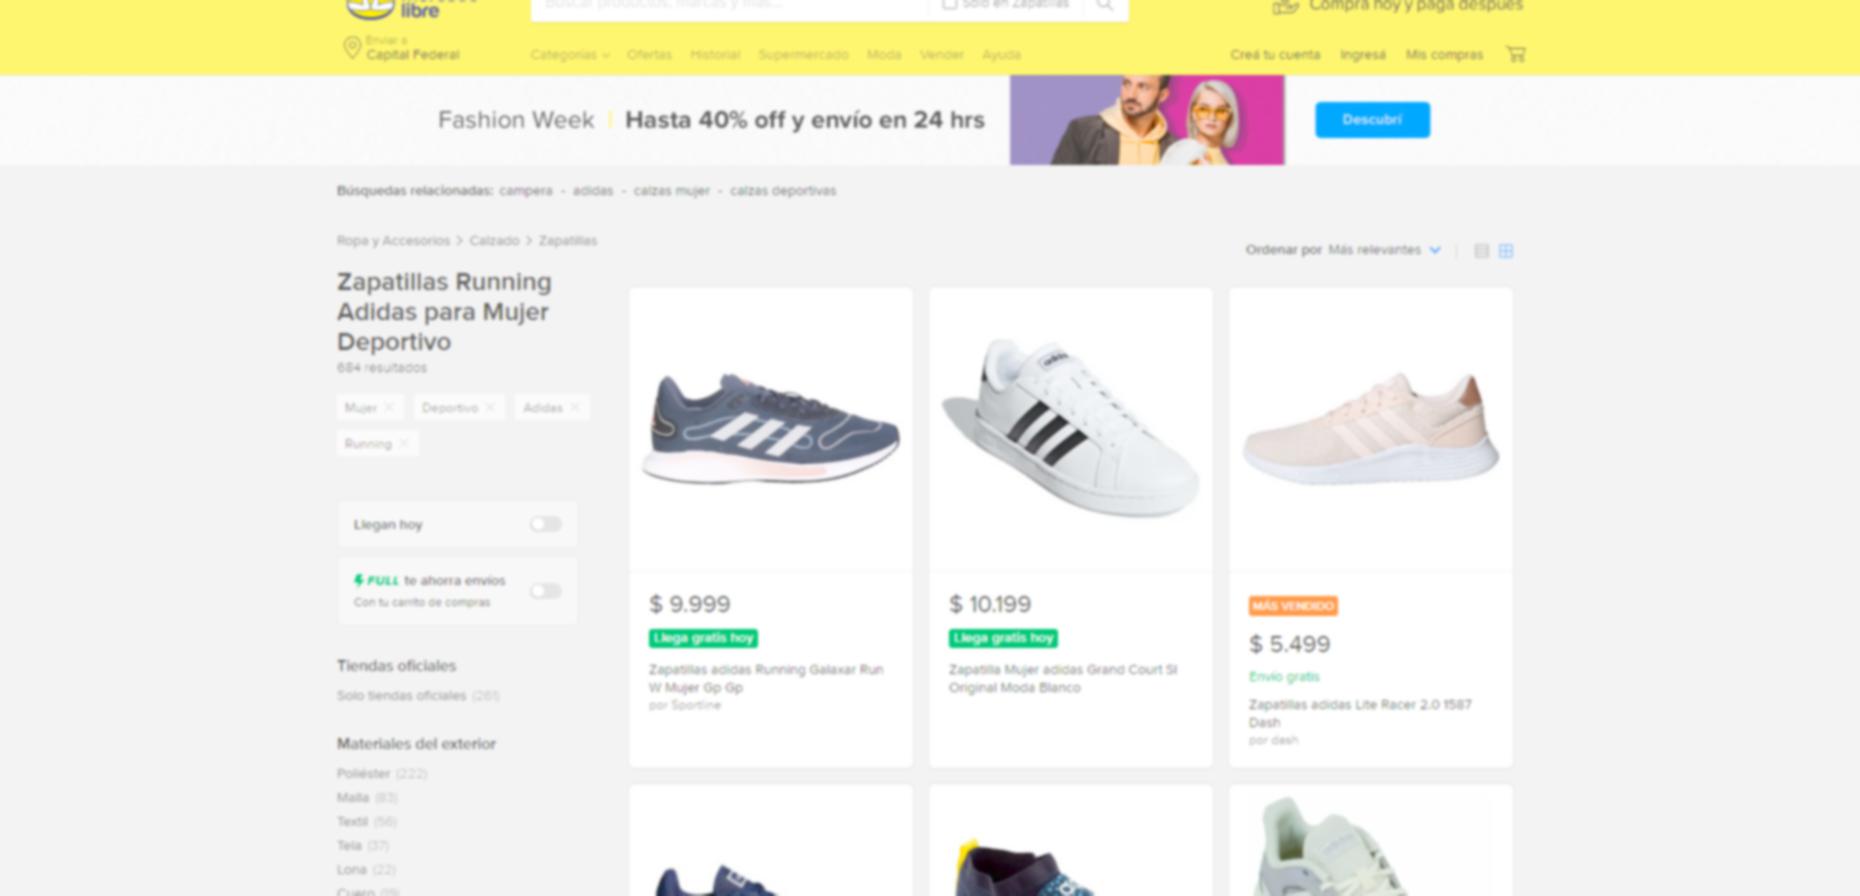 libre
Buscar productos, marcas y más...
Solo en Zapatillas
Compra hoy y paga después
Enviar a
Capital Federal
Categorías Ofertas Historial Supermercado Moda Vender Ayuda
Creá tu cuenta Ingresá Mis compras
Fashion Week | Hasta 40% off y envío en 24 hrs
Descubrí
Búsquedas relacionadas: campera - adidas - calzas mujer - calzas deportivas
Ropa y Accesorios > Calzado > Zapatillas
Ordenar por Más relevantes
Zapatillas Running
Adidas para Mujer
Deportivo
684 resultados
Mujer × Deportivo × Adidas ×
Running ×
Llegan hoy
FULL te ahorra envíos
Con tu carrito de compras
Tiendas oficiales
Solo tiendas oficiales (261)
Materiales del exterior
Poliéster (222)
Malla (83)
Textil (56)
Tela (37)
Lona (22)
Cuero (19)
adidas
$ 9.999
Llega gratis hoy
Zapatillas adidas Running Galaxar Run
W Mujer Gp Gp
por Sportline
$ 10.199
Llega gratis hoy
Zapatilla Mujer adidas Grand Court Sl
Original Moda Blanco
MÁS VENDIDO
$ 5.499
Envío gratis
Zapatillas adidas Lite Racer 2.0 1587
Dash
por dash